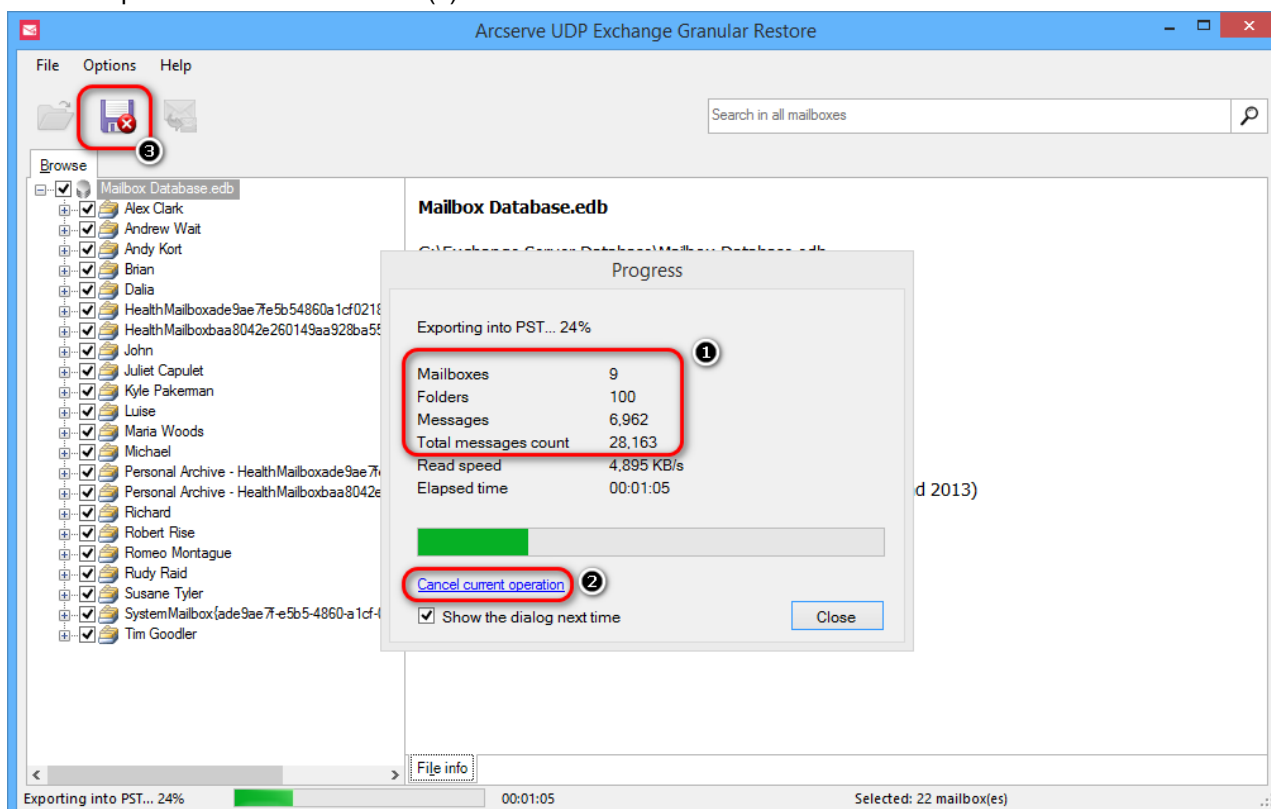 Arcserve UDP Exchange Granular Restore
File Options Help
Search in all mailboxes
3
Browse
Mailbox Database.edb
Alex Clark
Andrew Wait
Andy Kort
Brian
Dalia
HealthMailboxade9ae7fe5b54860a1cf0218
HealthMailboxbaa8042e260149aa928ba55
John
Juliet Capulet
Kyle Pakerman
Luise
Maria Woods
Michael
Personal Archive - HealthMailboxade9ae7f
Personal Archive - HealthMailboxbaa8042e
Richard
Robert Rise
Romeo Montague
Rudy Raid
Susane Tyler
SystemMailbox{ade9ae7f-e5b5-4860-a1cf-
Tim Goodler
Mailbox Database.edb
Progress
Exporting into PST... 24%
1
Mailboxes 9
Folders 100
Messages 6,962
Total messages count 28,163
Read speed 4,895 KB/s
Elapsed time 00:01:05
d 2013)
Cancel current operation 2
Show the dialog next time
Close
File info
Exporting into PST... 24% 00:01:05 Selected: 22 mailbox(es)